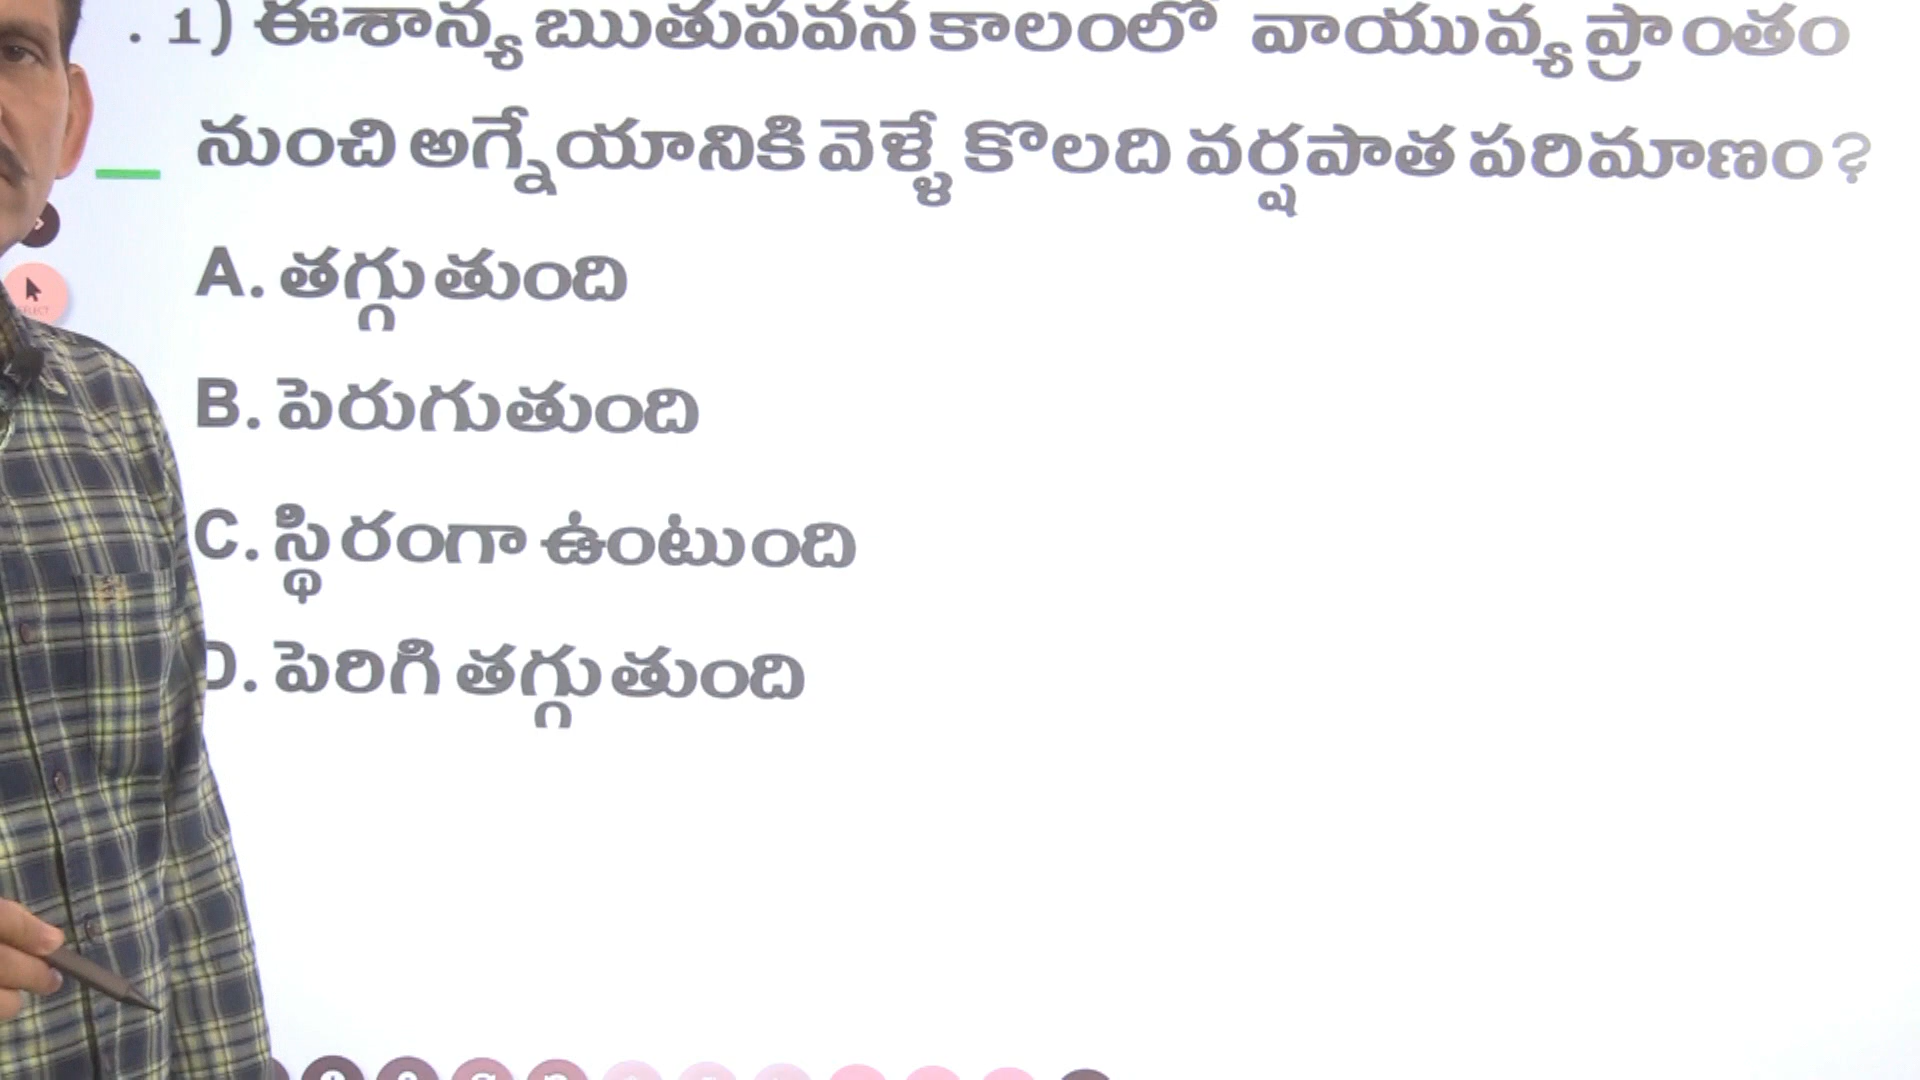 . 1) ఈశాన్య ఋతుపవన కాలంలో వాయువ్య ప్రాంతం
నుంచి అగ్నేయానికి వెళ్ళే కొలది వర్షపాత పరిమాణం?
A. తగ్గుతుంది
B. పెరుగుతుంది
C. స్థిరంగా ఉంటుంది
D. పెరిగి తగ్గుతుంది